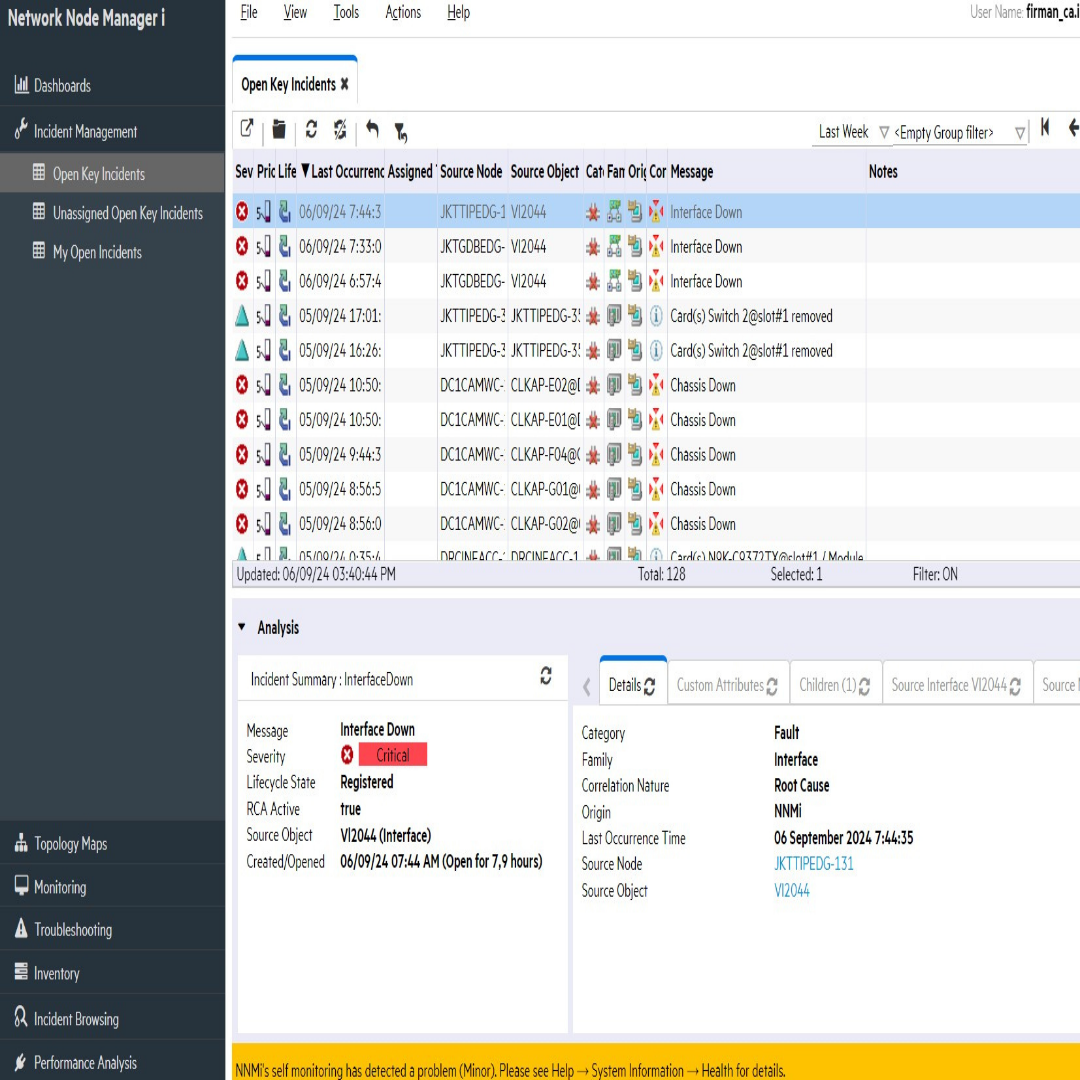 Network Node Manager i
File View Tools Actions Help
User Name: firman_ca.i
Dashboards
Incident Management
Open Key Incidents
Unassigned Open Key Incidents
My Open Incidents
Topology Maps
Monitoring
Troubleshooting
Inventory
Incident Browsing
Performance Analysis
Open Key Incidents
Last Week <Empty Group filter>
Sev Pric Life Last Occurrenc Assigned Source Node Source Object Cat Fam Orig Cor Message Notes
5 06/09/24 7:44:3 JKTTIPEDG-1 VI2044 Interface Down
5 06/09/24 7:33:0 JKTGDBEDG- VI2044 Interface Down
5 06/09/24 6:57:4 JKTGDBEDG- VI2044 Interface Down
5 05/09/24 17:01: JKTTIPEDG-3 JKTTIPEDG-3 Card(s) Switch 2@slot#1 removed
5 05/09/24 16:26: JKTTIPEDG-3 JKTTIPEDG-3 Card(s) Switch 2@slot#1 removed
5 05/09/24 10:50: DC1CAMWC- CLKAP-E02@ Chassis Down
5 05/09/24 10:50: DC1CAMWC- CLKAP-E01@ Chassis Down
5 05/09/24 9:44:3 DC1CAMWC- CLKAP-F04@ Chassis Down
5 05/09/24 8:56:5 DC1CAMWC- CLKAP-G01@ Chassis Down
5 05/09/24 8:56:0 DC1CAMWC- CLKAP-G02@ Chassis Down
05/09/24 0:35:4 DRCINEACC- DRCINEACC-1 Card(s) N9K-C9372TX@slot#1 / Module
Updated: 06/09/24 03:40:44 PM Total: 128 Selected: 1 Filter: ON
Analysis
Incident Summary : InterfaceDown
Message Interface Down
Severity Critical
Lifecycle State Registered
RCA Active true
Source Object VI2044 (Interface)
Created/Opened 06/09/24 07:44 AM (Open for 7,9 hours)
Details Custom Attributes Children (1) Source Interface VI2044 Source
Category Fault
Family Interface
Correlation Nature Root Cause
Origin NNMi
Last Occurrence Time 06 September 2024 7:44:35
Source Node JKTTIPEDG-131
Source Object VI2044
NNMi's self monitoring has detected a problem (Minor). Please see Help → System Information → Health for details.